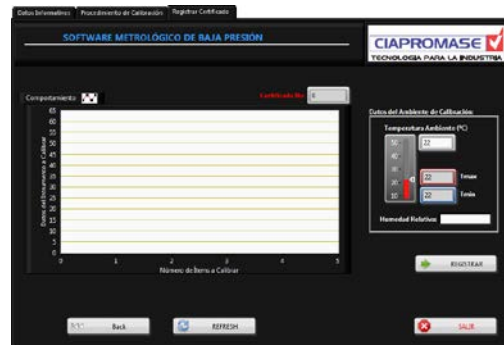 Datos Informativos Procedimiento de Calibración Registrar Certificado
SOFTWARE METROLÓGICO DE BAJA PRESIÓN
CIAPROMASE
TECNOLOGIA PARA LA INDUSTRIA
Comportamiento
Certificado No. 0
Datos del Ambiente de Calibración:
Temperatura Ambiente (ºC)
50
40
30
20
10
22
22 Tmax
22 Tmin
Humedad Relativa
65
60
55
50
45
40
35
30
25
20
15
10
5
0
Datos del Instrumento a Calibrar
0 1 2 3 4 5
Número de Ítems a Calibrar
REGISTRAR
Back
REFRESH
SALIR